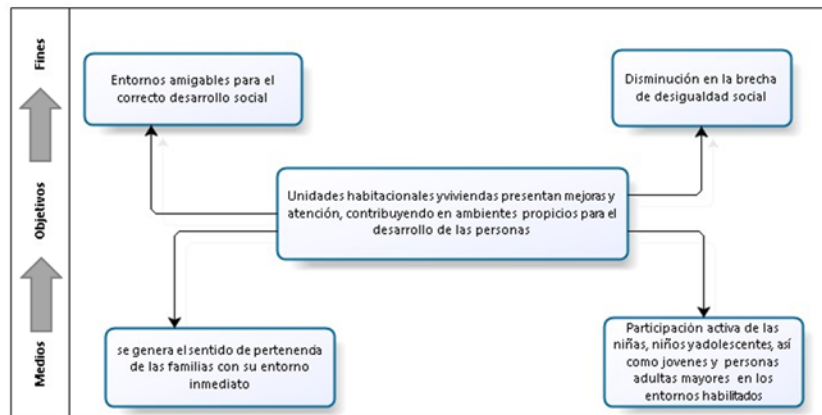 Fines
Objetivos
Medios
Entornos amigables para el
correcto desarrollo social
Disminución en la brecha
de desigualdad social
Unidades habitacionales yviviendas presentan mejoras y
atención, contribuyendo en ambientes propicios para el
desarrollo de las personas
se genera el sentido de pertenencia
de las familias con su entorno
inmediato
Participación activa de las
niñas, niños yadolescentes, así
como jovenes y personas
adultas mayores en los
entornos habilitados